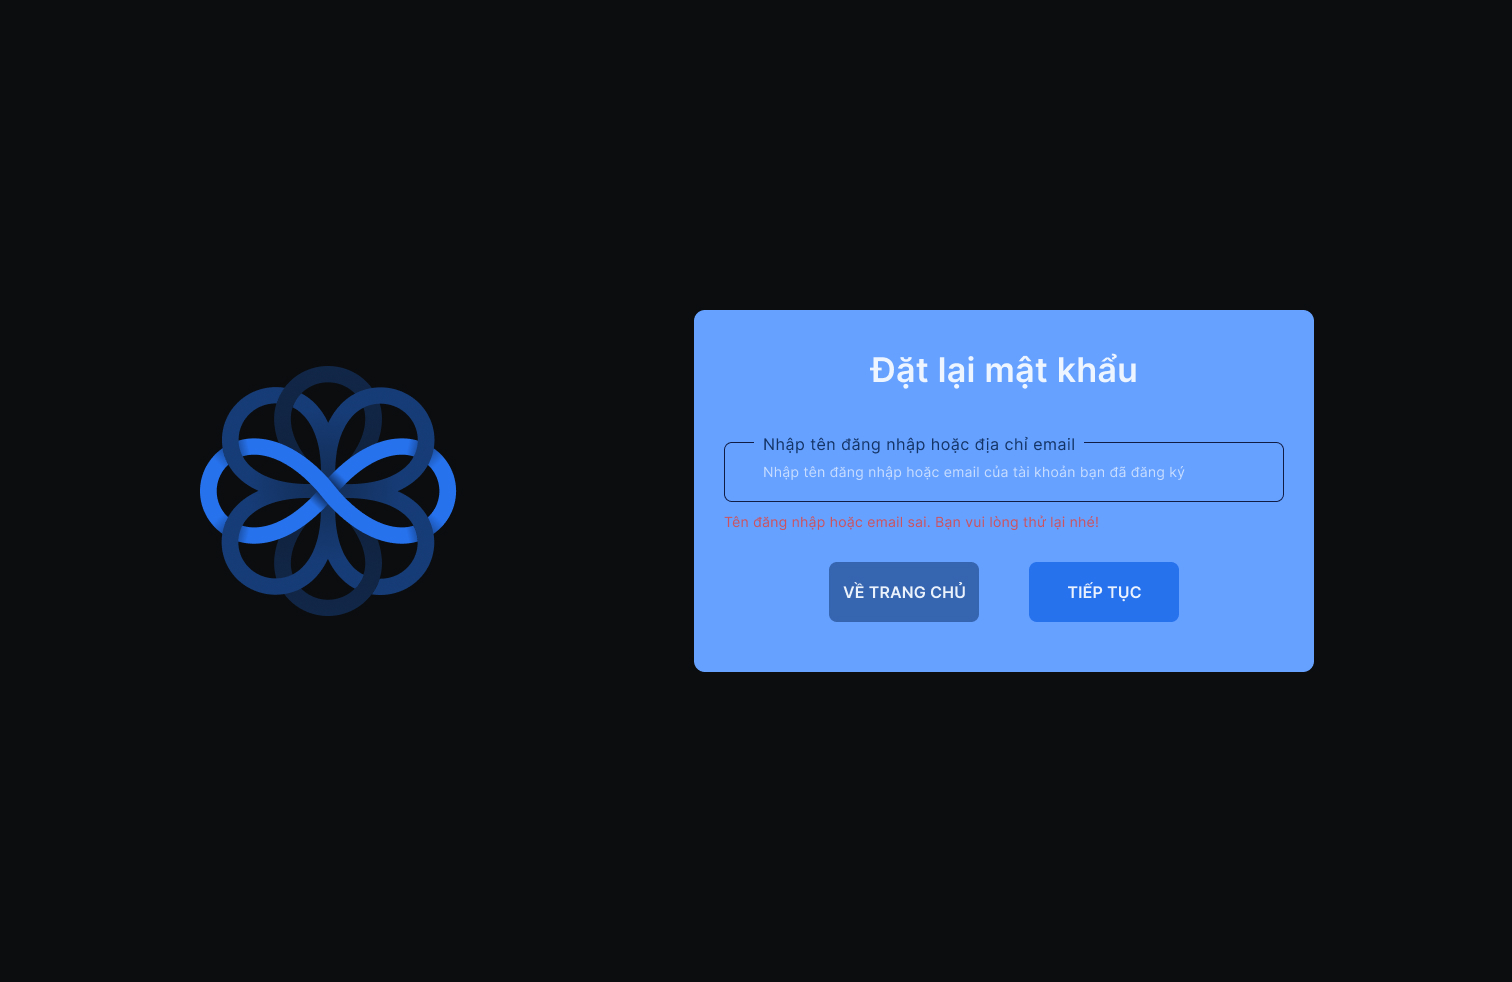 Đặt lại mật khẩu
Nhập tên đăng nhập hoặc địa chỉ email
Nhập tên đăng nhập hoặc email của tài khoản bạn đã đăng ký
Tên đăng nhập hoặc email sai. Bạn vui lòng thử lại nhé!
VỀ TRANG CHỦ
TIẾP TỤC